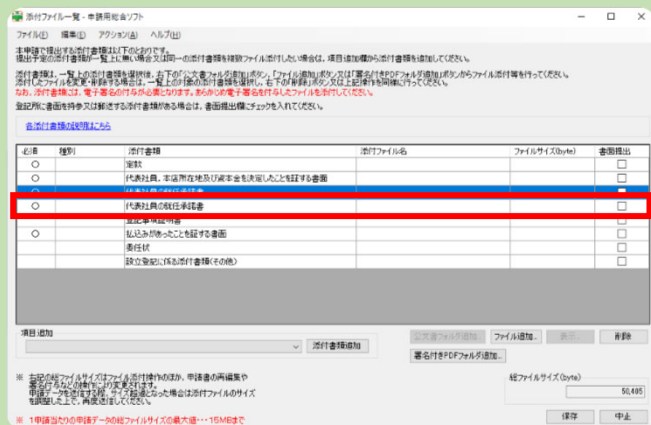 添付ファイル一覧 - 申請用総合ソフト
ファイル(F) 編集(E) アクション(A) ヘルプ(H)
本申請で提出する添付書類は以下のとおりです。
提出予定の添付書類が一覧上に無い場合又は同一の添付書類を複数ファイル添付したい場合は、項目追加欄から添付書類を追加してください。
添付書類は、一覧上の添付書類を選択後、右下の「公文書フォルダ追加」ボタン、「ファイル追加」ボタン又は「署名付きPDFフォルダ追加」ボタンからファイル添付等を行ってください。
添付したファイルを変更・削除する場合は、一覧上の対象の添付書類を選択し、右下の「削除」ボタン又は上記操作を同様に行ってください。
なお、添付書類には、電子署名の付与が必要となります。あらかじめ電子署名を付与したファイルを添付してください。
登記所に書面を持参又は郵送する添付書類がある場合は、書面提出欄にチェックを入れてください。
各添付書類の説明はこちら
必須 種別 添付書類 添付ファイル名 ファイルサイズ(byte) 書面提出
○ 定款
○ 代表社員、本店所在地及び資本金を決定したことを証する書面
代表社員の就任承諾書
○ 代表社員の就任承諾書
登記事項証明書
○ 払込みがあったことを証する書面
委任状
設立登記に係る添付書類(その他)
項目追加
添付書類追加 公文書フォルダ追加... ファイル追加... 表示... 削除
署名付きPDFフォルダ追加...
※ 右記の総ファイルサイズはファイル添付操作のほか、申請書の再編集や
署名付与などの操作により変更されます。
申請データを送信する際、サイズ超過となった場合は添付ファイルのサイズ
を調整した上で、再度送信してください。
総ファイルサイズ(byte)
50,495
※ 1申請当たりの申請データの総ファイルサイズの最大値・・・15MBまで
保存 中止